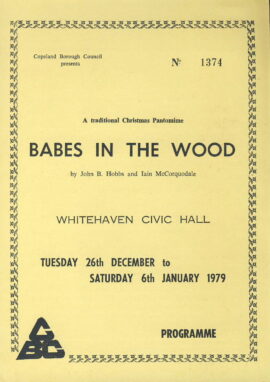 Copeland Borough Council
presents
Nº 1374
A traditional Christmas Pantomime
BABES IN THE WOOD
by John B. Hobbs and Iain McCorquodale
WHITEHAVEN CIVIC HALL
TUESDAY 26th DECEMBER to
SATURDAY 6th JANUARY 1979
CBC
PROGRAMME